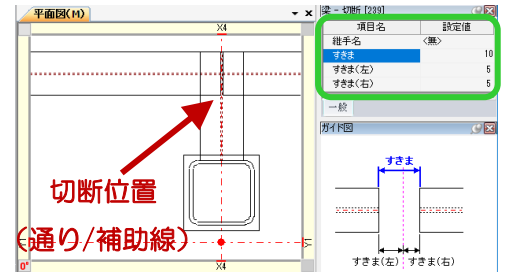 平面図(M)
X4
切断位置
(通り/補助線)
0°
X4
梁 - 切断 [239]
項目名 設定値
継手名 <無>
すきま 10
すきま(左) 5
すきま(右) 5
一般
ガイド図
すきま
すきま(左) すきま(右)